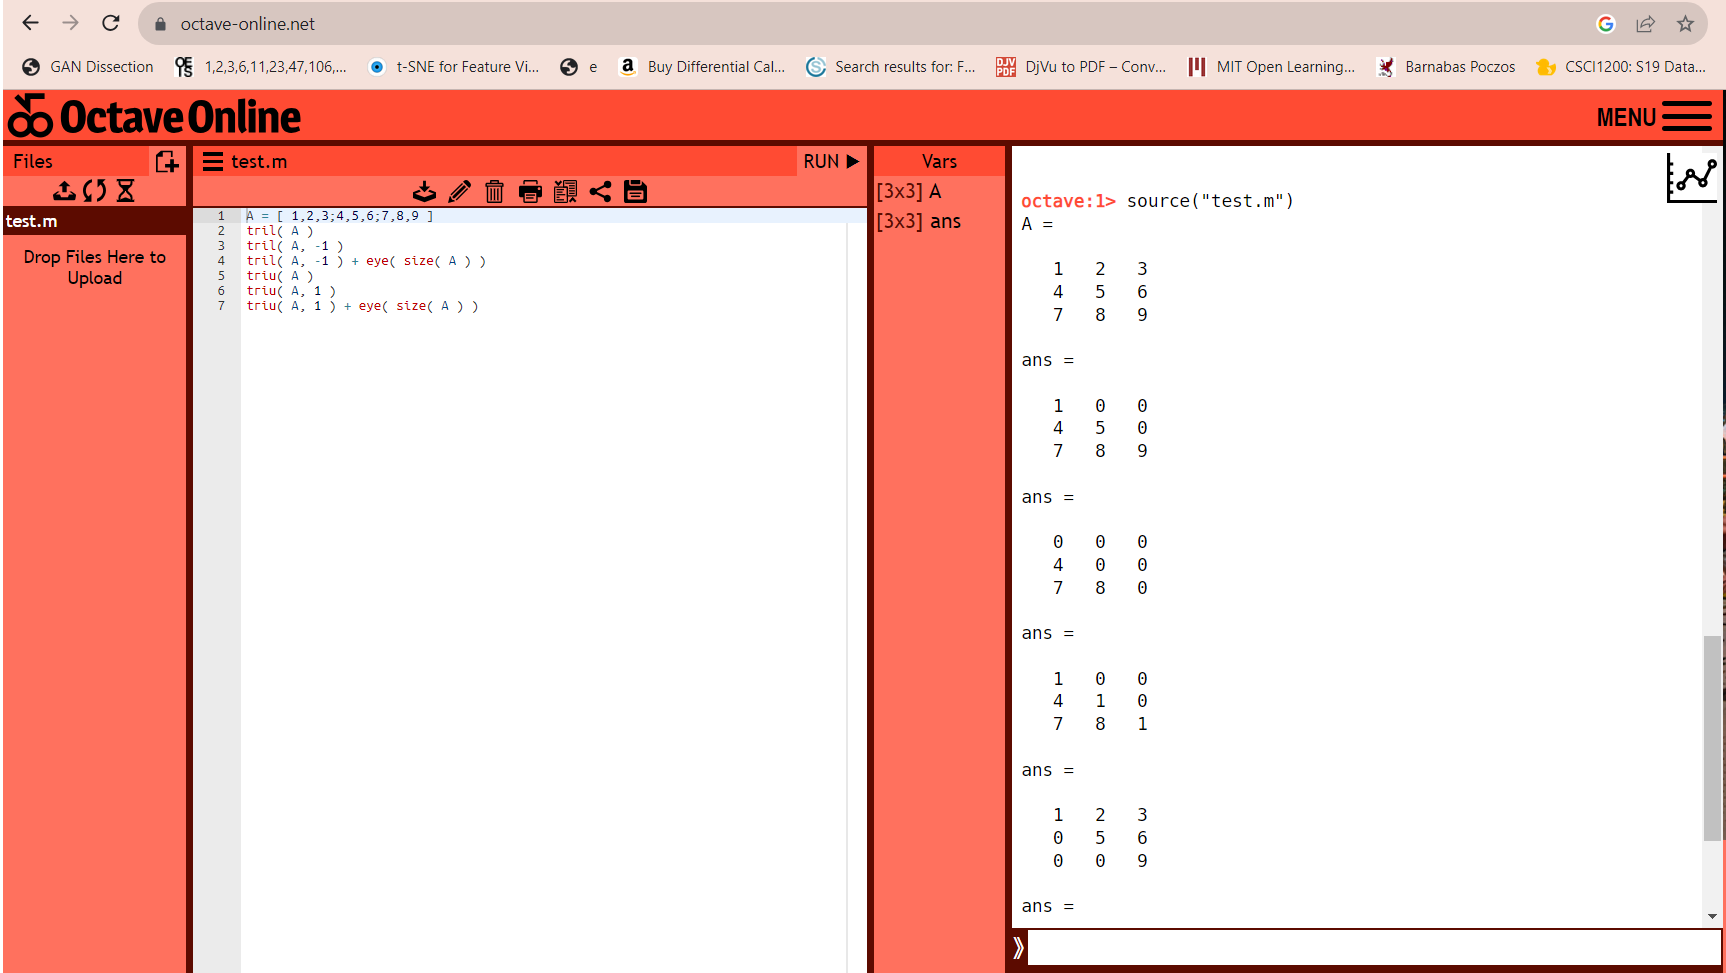 octave-online.net
GAN Dissection
1,2,3,6,11,23,47,106,...
t-SNE for Feature Vi...
e
Buy Differential Cal...
Search results for: F...
DJV PDF
DjVu to PDF – Conv...
MIT Open Learning...
Barnabas Poczos
CSCI1200: S19 Data...
Octave Online
MENU
Files
test.m
RUN
Vars
test.m
Drop Files Here to
Upload
1 A = [ 1,2,3;4,5,6;7,8,9 ]
2 tril( A )
3 tril( A, -1 )
4 tril( A, -1 ) + eye( size( A ) )
5 triu( A )
6 triu( A, 1 )
7 triu( A, 1 ) + eye( size( A ) )
[3x3] A
[3x3] ans
octave:1> source("test.m")
A =
1 2 3
4 5 6
7 8 9
ans =
1 0 0
4 5 0
7 8 9
ans =
0 0 0
4 0 0
7 8 0
ans =
1 0 0
4 1 0
7 8 1
ans =
1 2 3
0 5 6
0 0 9
ans =